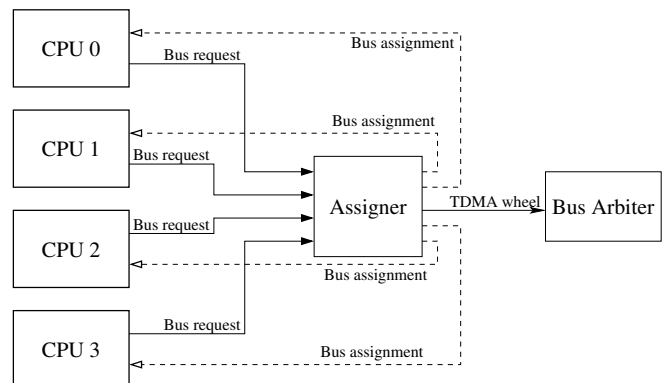 CPU 0
Bus assignment
Bus request
Bus assignment
CPU 1
Bus request
Assigner
TDMA wheel
Bus Arbiter
Bus request
CPU 2
Bus assignment
Bus request
CPU 3
Bus assignment